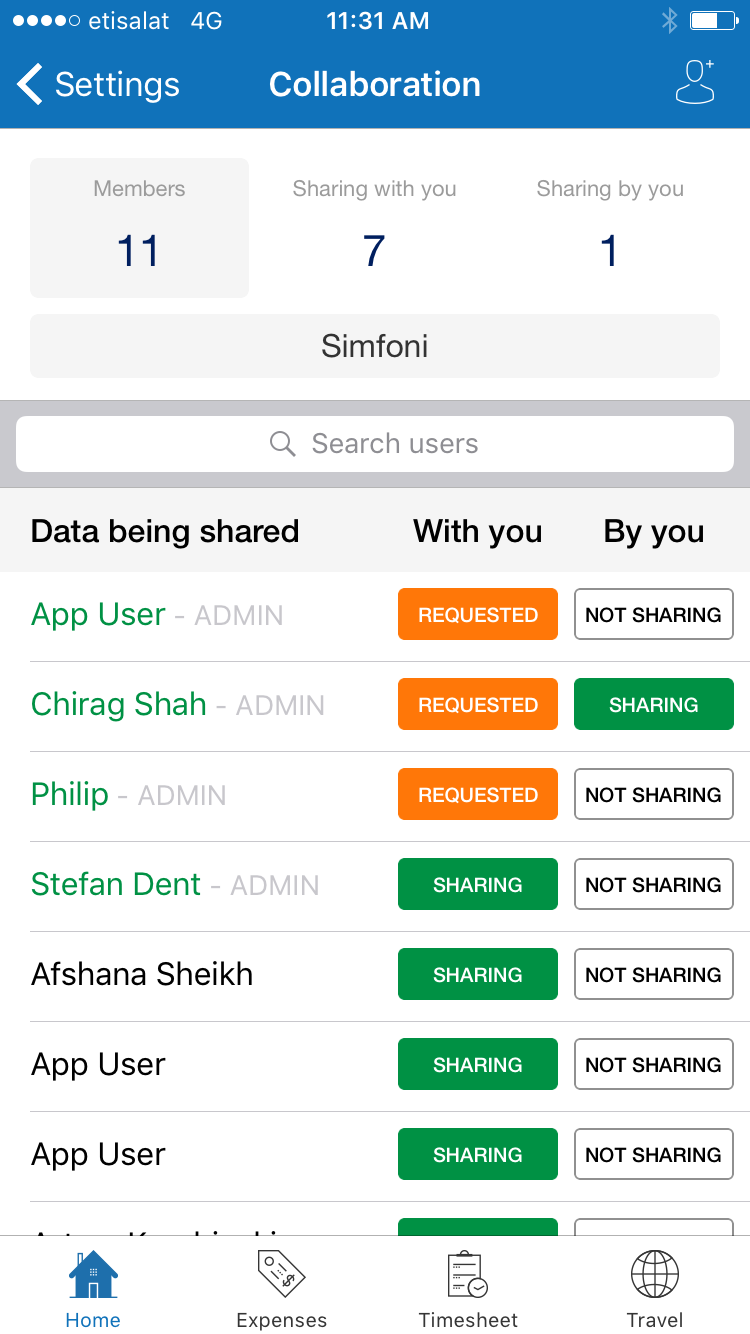 etisalat 4G 11:31 AM
Settings Collaboration
Members Sharing with you Sharing by you
11 7 1
Simfoni
Search users
Data being shared With you By you
App User - ADMIN REQUESTED NOT SHARING
Chirag Shah - ADMIN REQUESTED SHARING
Philip - ADMIN REQUESTED NOT SHARING
Stefan Dent - ADMIN SHARING NOT SHARING
Afshana Sheikh SHARING NOT SHARING
App User SHARING NOT SHARING
App User SHARING NOT SHARING
Home Expenses Timesheet Travel